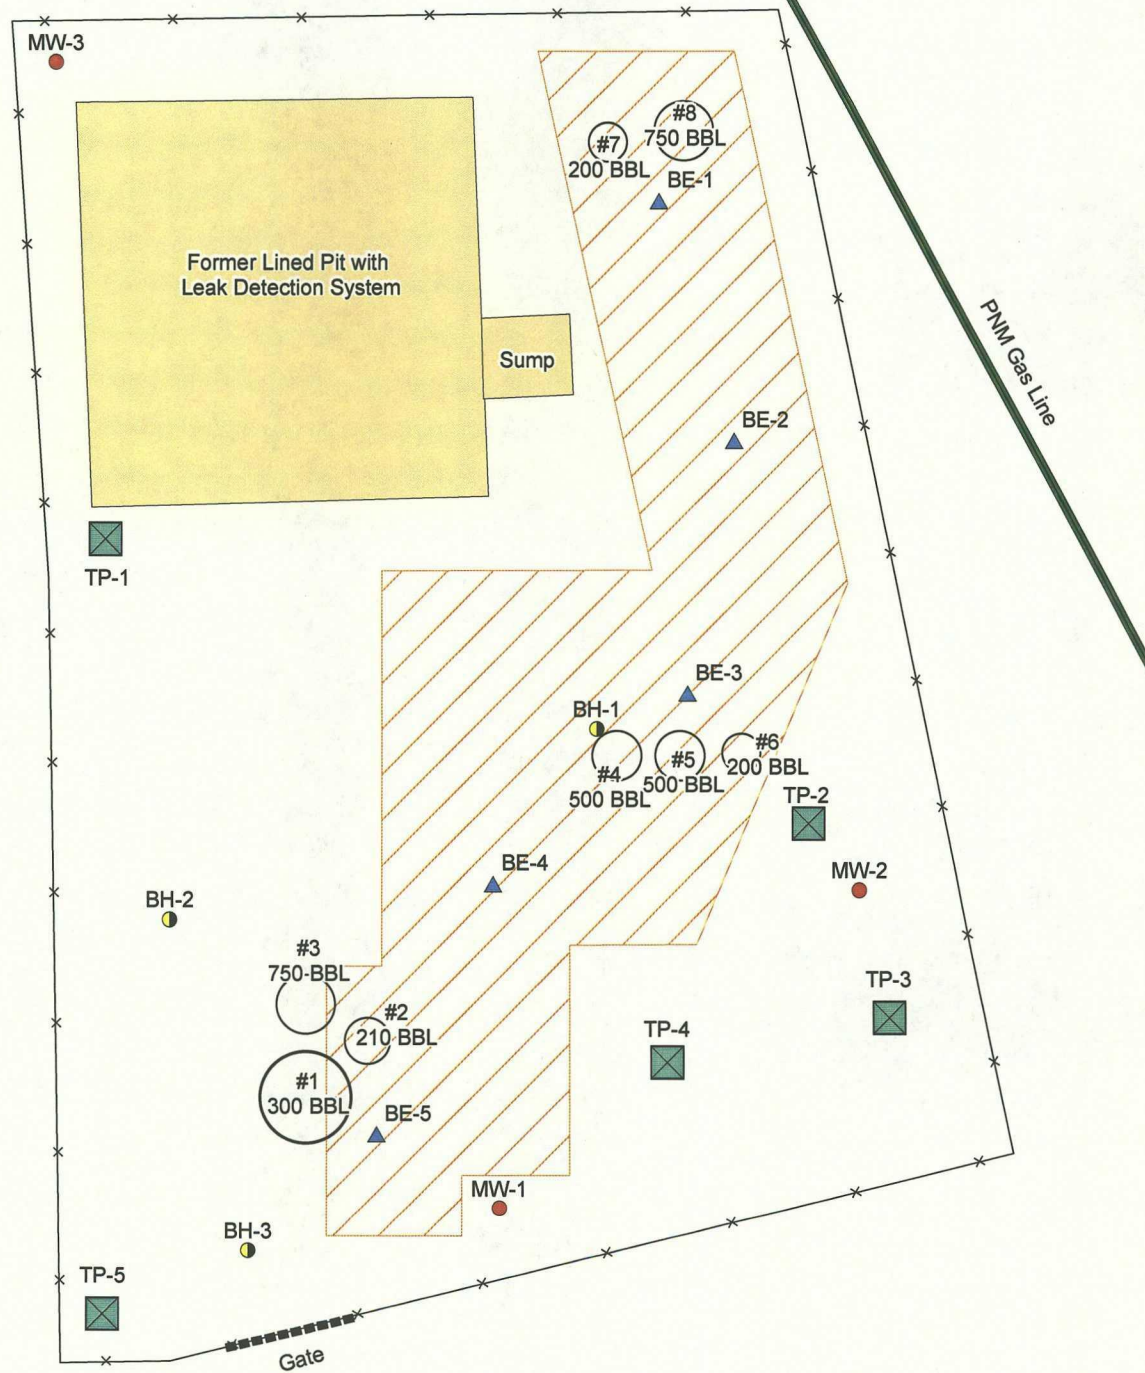 MW-3
#8
750 BBL
#7
200 BBL
BE-1
Former Lined Pit with
Leak Detection System
PNM Gas Line
Sump
BE-2
TP-1
BE-3
BH-1
#6
200 BBL
#5
500 BBL
#4
500 BBL
TP-2
BE-4
MW-2
BH-2
#3
750 BBL
TP-3
#2
210 BBL
TP-4
#1
300 BBL
BE-5
MW-1
BH-3
TP-5
Gate